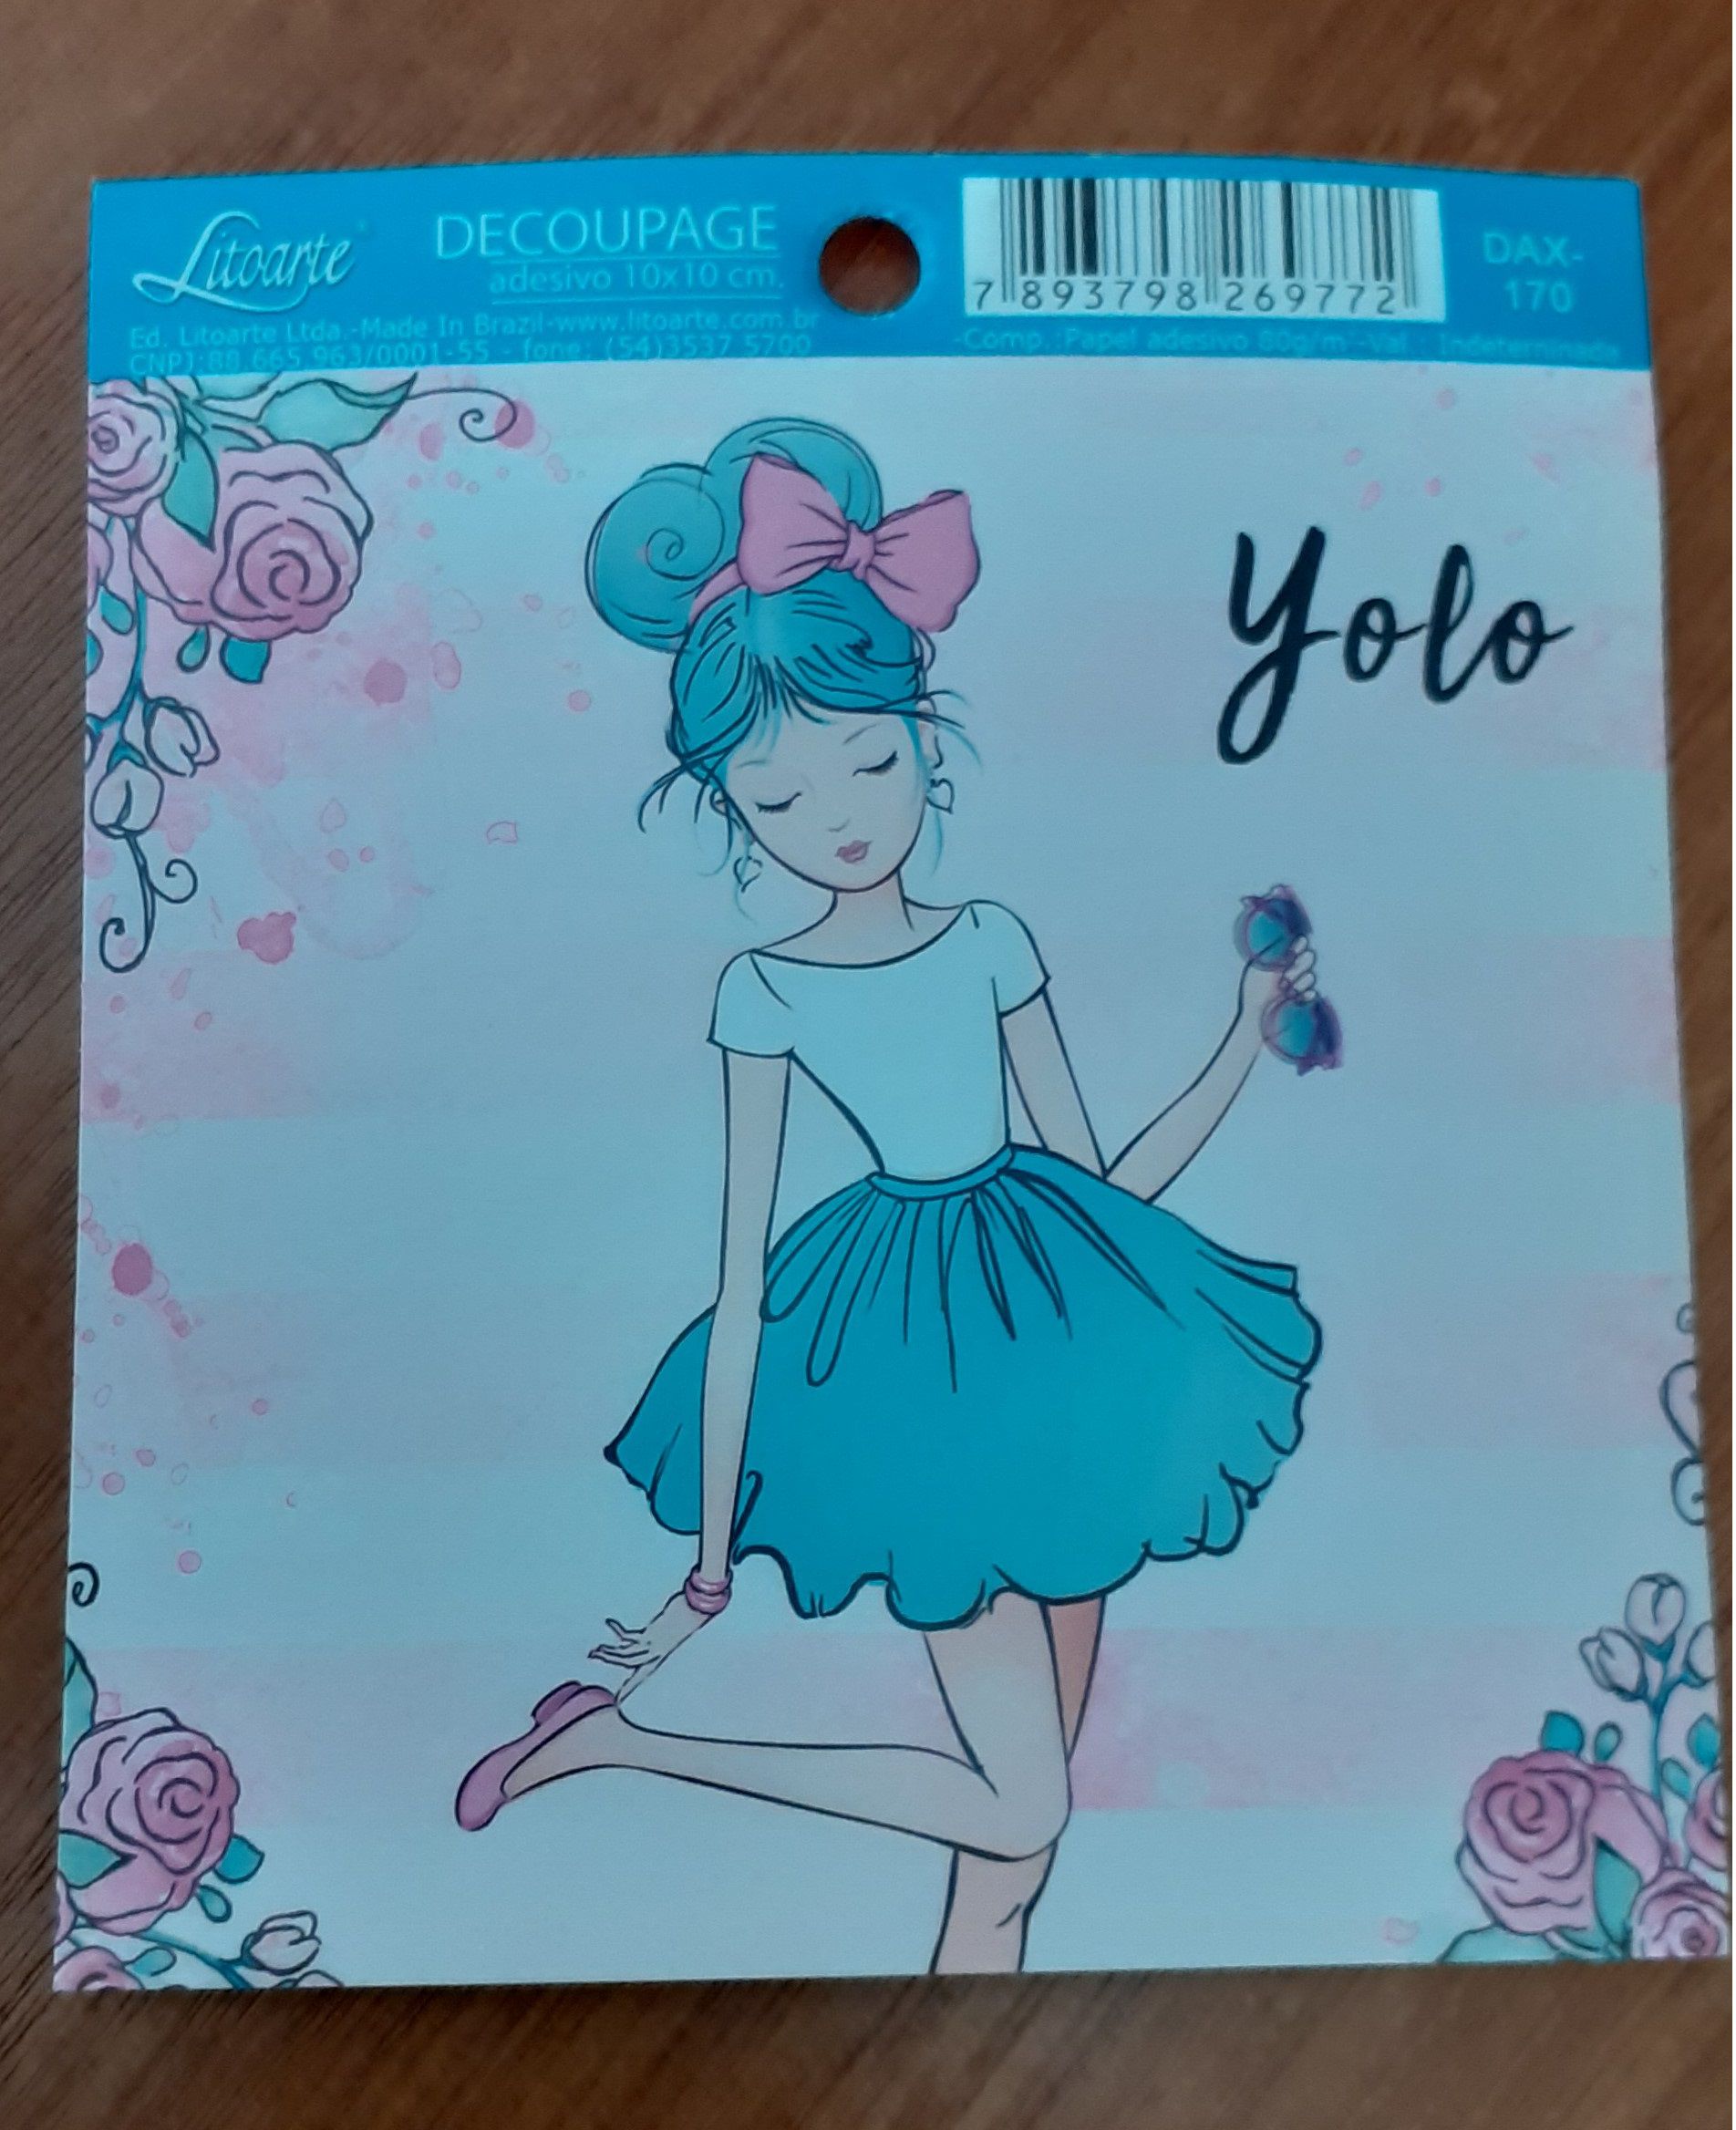 Litoarte
DECOUPAGE
adesivo 10x10 cm.
Ed. Litoarte Ltda.-Made In Brazil-www.litoarte.com.br
CNPJ:88.665.963/0001-55 - fone: (54)3537 5700
7 893798 269772
DAX-
170
-Comp.:Papel adesivo 80g/m²-Val.: Indeterminada
Yolo